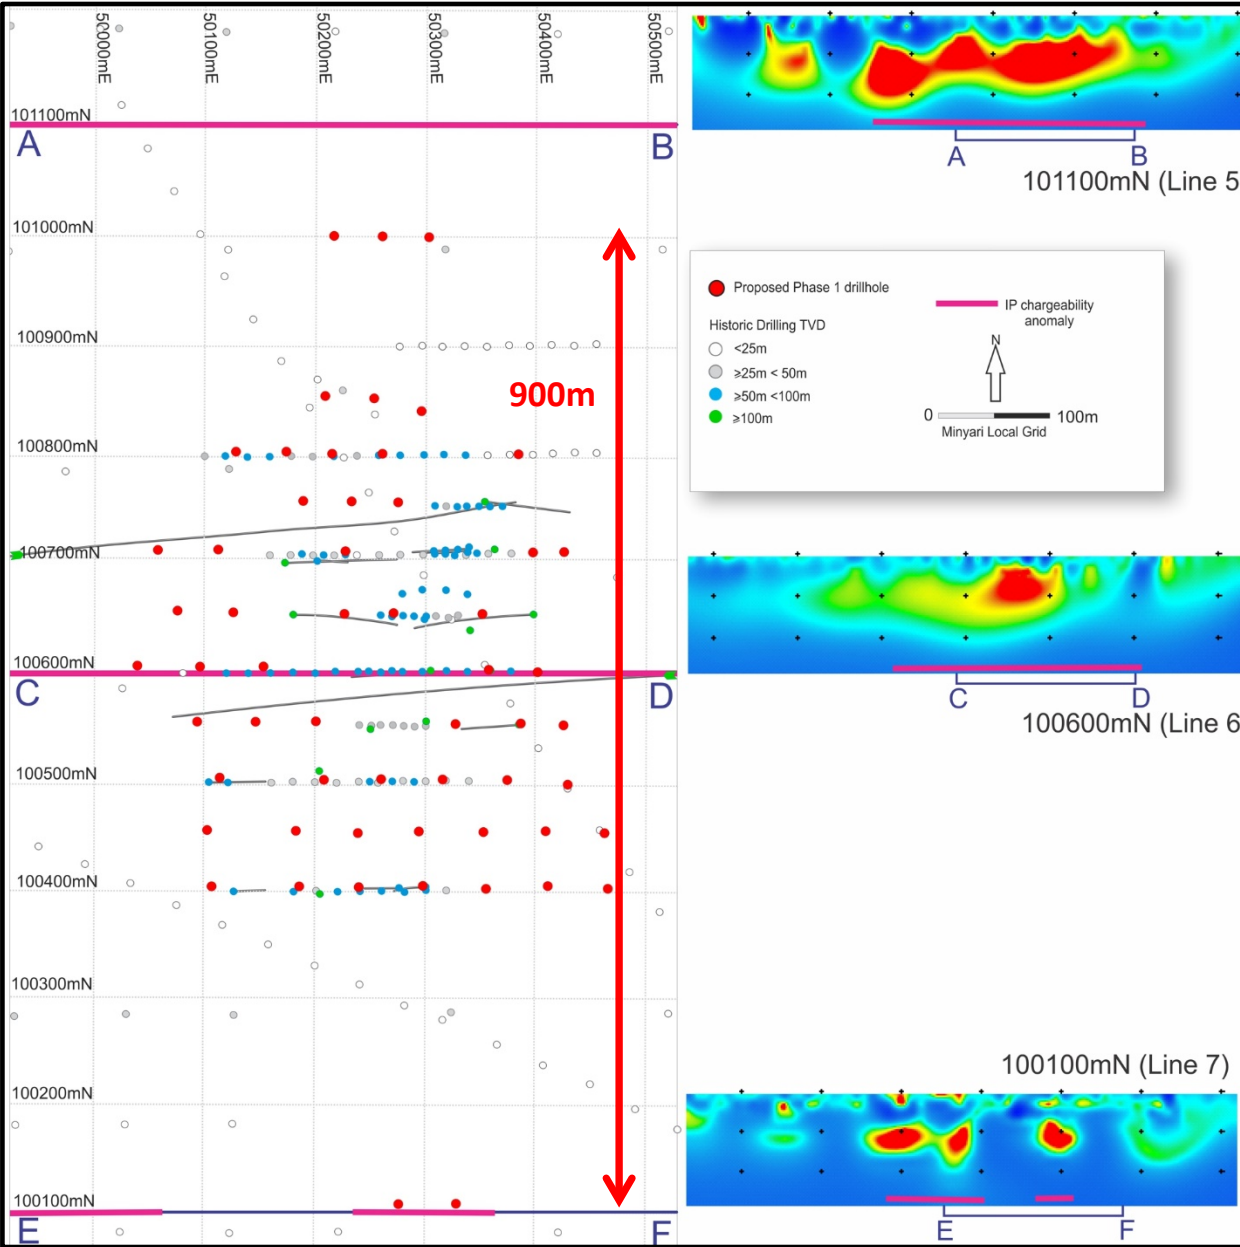 50000mE
50100mE
50200mE
50300mE
50400mE
50500mE
101100mN
A
B
101000mN
100900mN
900m
100800mN
100700mN
100600mN
C
D
100500mN
100400mN
100300mN
100200mN
100100mN
E
F
A
B
101100mN (Line 5
Proposed Phase 1 drillhole
Historic Drilling TVD
<25m
≥25m < 50m
≥50m <100m
≥100m
IP chargeability
anomaly
N
0
100m
Minyari Local Grid
C
D
100600mN (Line 6
100100mN (Line 7)
E
F